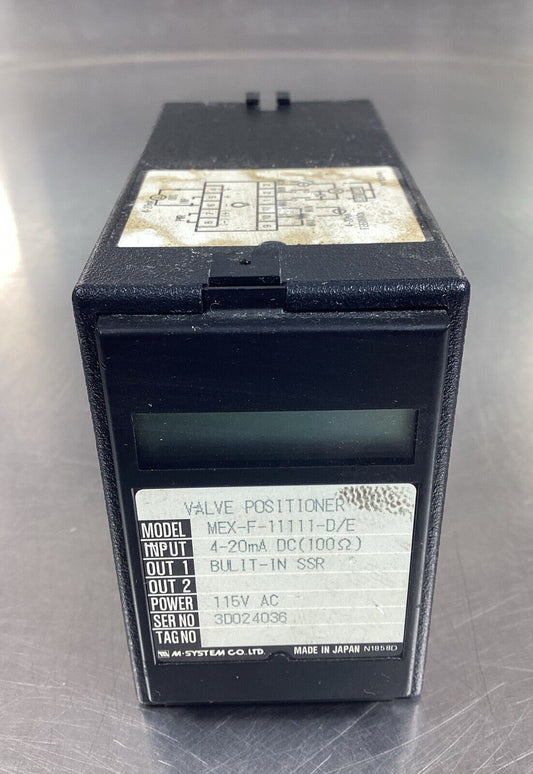 VALVE POSITIONER
MODEL MEX-F-11111-D/E
INPUT 4-20mA DC(100Ω)
OUT 1 BULIT-IN SSR
OUT 2
POWER 115V AC
SER NO 3D024036
TAG NO
M-SYSTEM CO.,LTD. MADE IN JAPAN N1858D